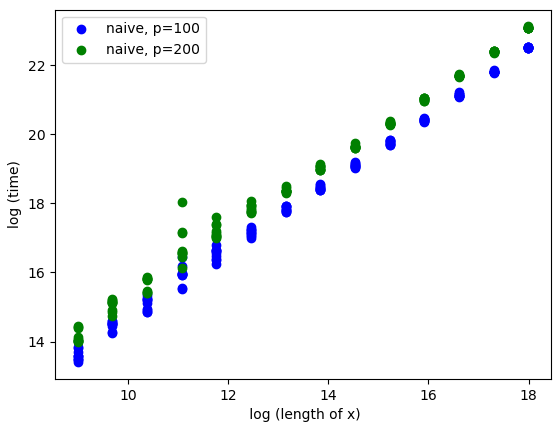 naive, p=100
naive, p=200
22
20
18
16
14
log (time)
10 12 14 16 18
log (length of x)